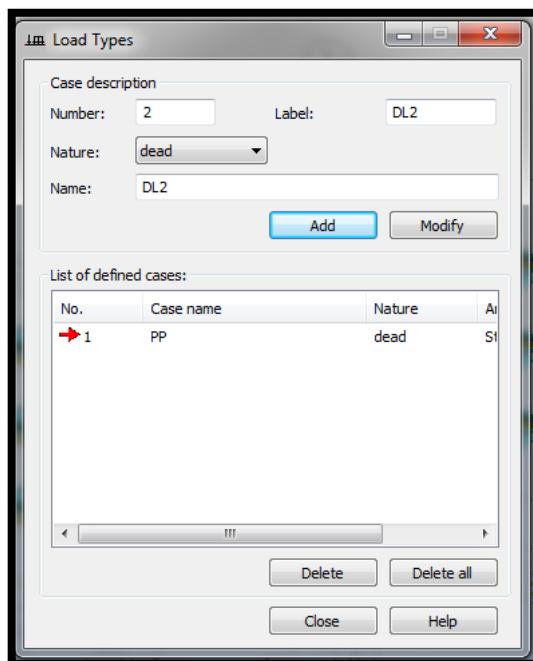 Load Types
Case description
Number: 2 Label: DL2
Nature: dead
Name: DL2
Add Modify
List of defined cases:
No. Case name Nature
1 PP dead
Delete Delete all
Close Help